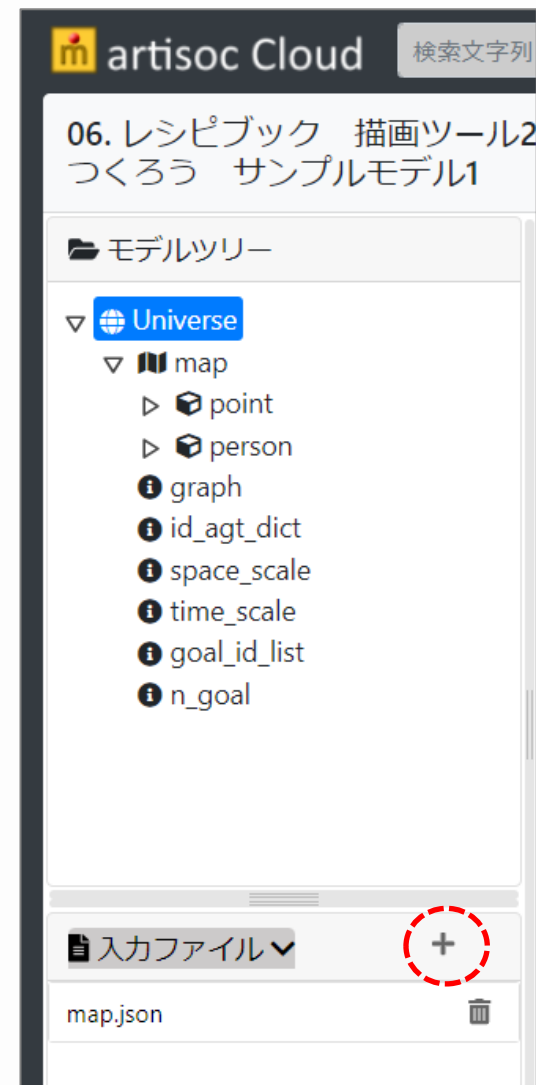 artisoc Cloud
検索文字列
06. レシピブック　描画ツール2
つくろう　サンプルモデル1
モデルツリー
Universe
map
point
person
graph
id_agt_dict
space_scale
time_scale
goal_id_list
n_goal
入力ファイル
map.json